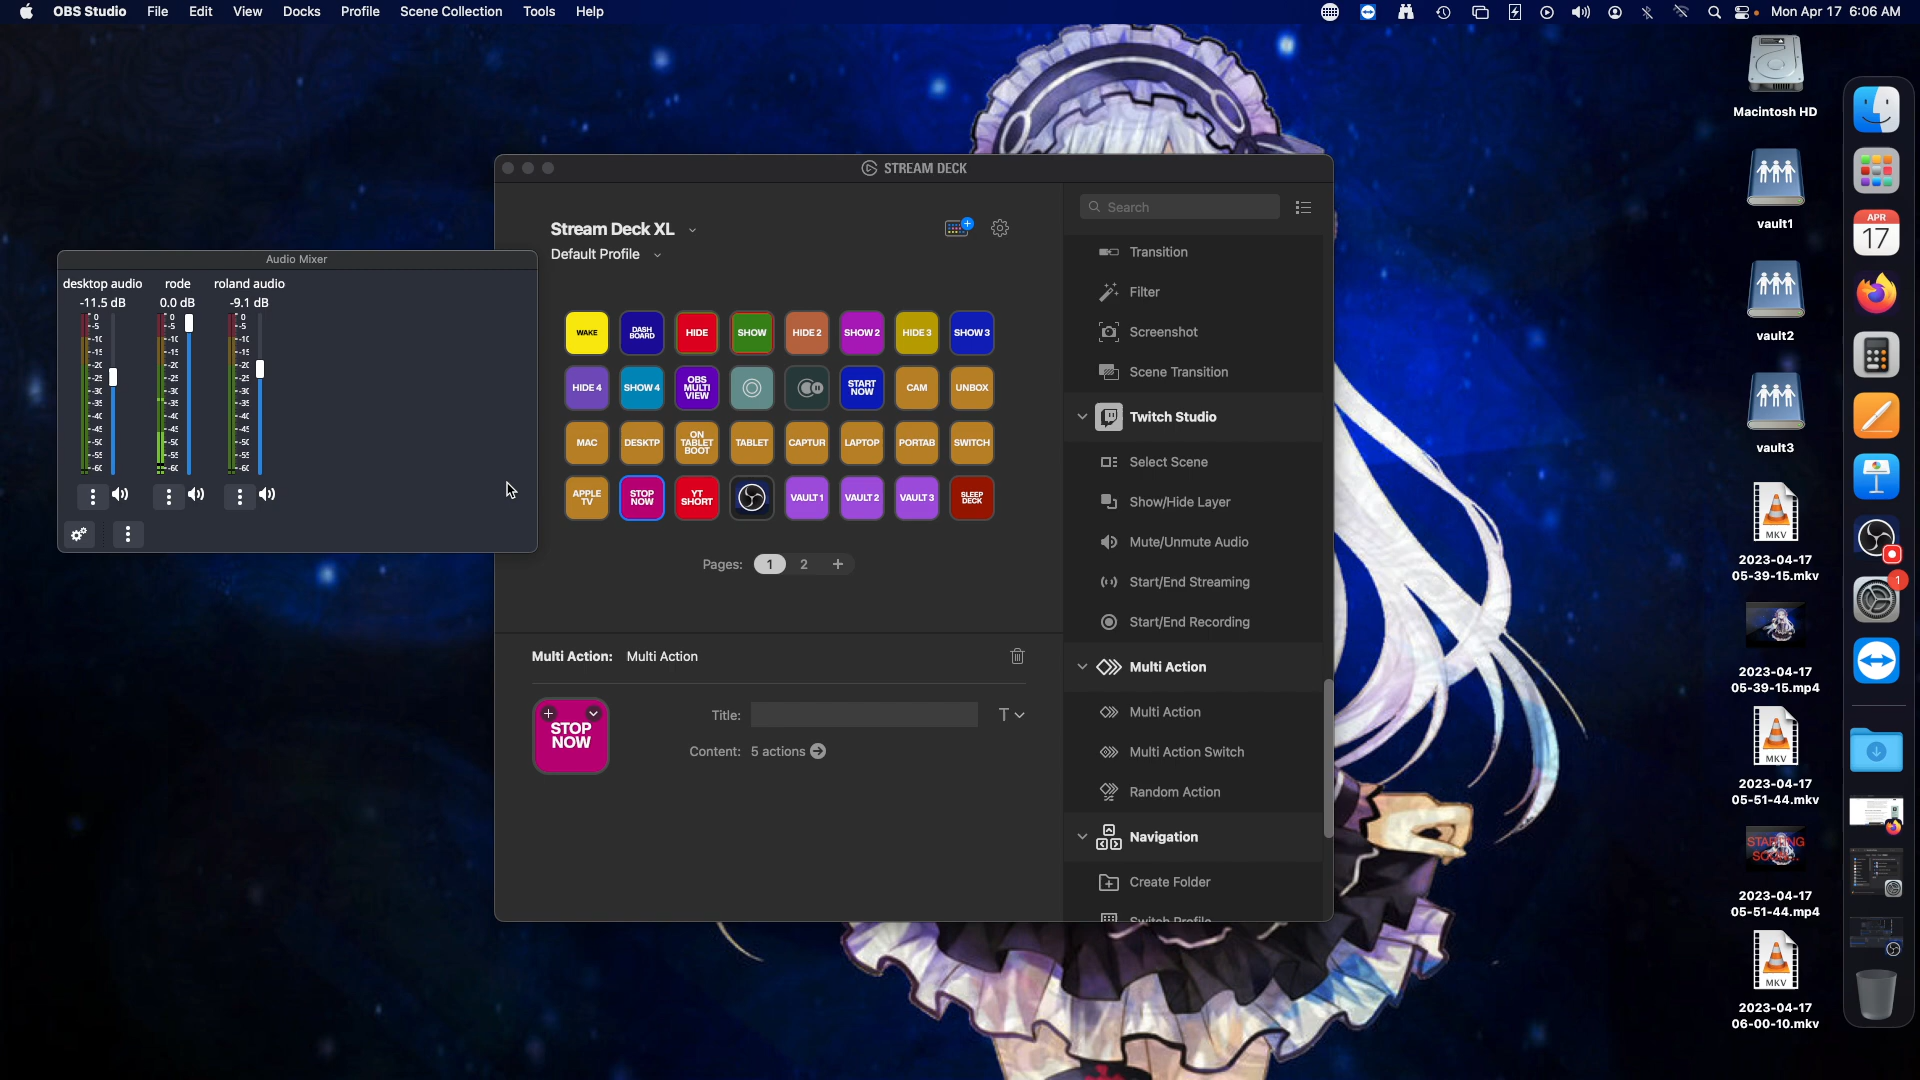 OBS Studio File Edit View Docks Profile Scene Collection Tools Help Mon Apr 17 6:06 AM
Macintosh HD
vault1
vault2
vault3
MKV
2023-04-17
05-39-15.mkv
2023-04-17
05-39-15.mp4
MKV
2023-04-17
05-51-44.mkv
STARTING
SOON...
2023-04-17
05-51-44.mp4
MKV
2023-04-17
06-00-10.mkv
APR
17
1
Audio Mixer
desktop audio rode roland audio
-11.5 dB 0.0 dB -9.1 dB
STREAM DECK
Stream Deck XL
Default Profile
WAKE DASH BOARD HIDE SHOW HIDE 2 SHOW 2 HIDE 3 SHOW 3
HIDE 4 SHOW 4 OBS MULTI VIEW START NOW CAM UNBOX
MAC DESKTP ON TABLET BOOT TABLET CAPTUR LAPTOP PORTAB SWITCH
APPLE TV STOP NOW YT SHORT VAULT 1 VAULT 2 VAULT 3 SLEEP DECK
Pages: 1 2 +
Multi Action: Multi Action
STOP
NOW
Title: T
Content: 5 actions
Search
Transition
Filter
Screenshot
Scene Transition
Twitch Studio
Select Scene
Show/Hide Layer
Mute/Unmute Audio
Start/End Streaming
Start/End Recording
Multi Action
Multi Action
Multi Action Switch
Random Action
Navigation
Create Folder
Switch Profile